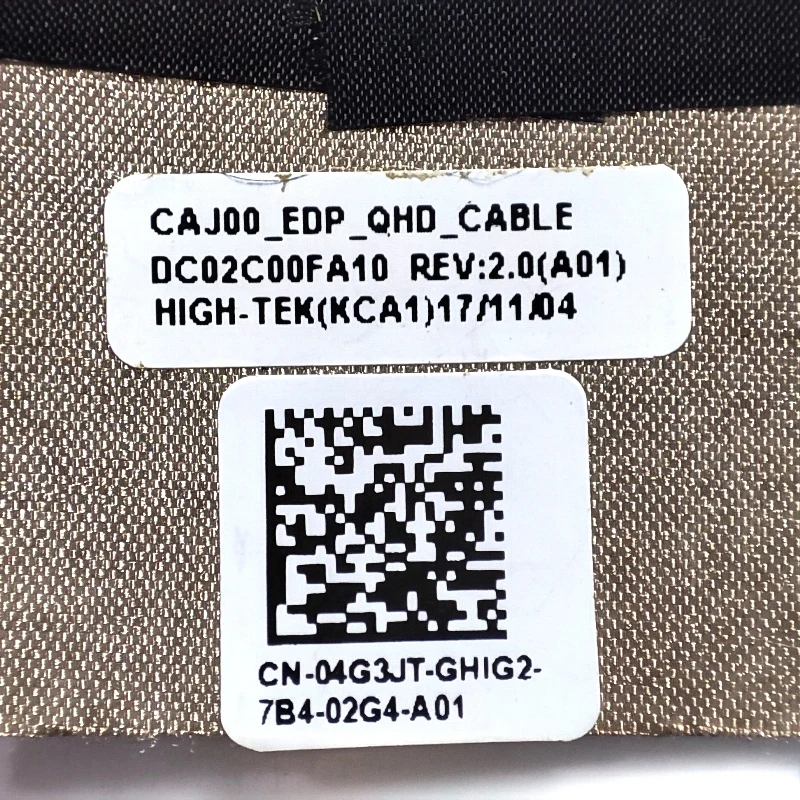 CAJ00_EDP_QHD_CABLE
DC02C00FA10 REV:2.0(A01)
HIGH-TEK(KCA1)17/11/04
CN-04G3JT-GHIG2-
7B4-02G4-A01